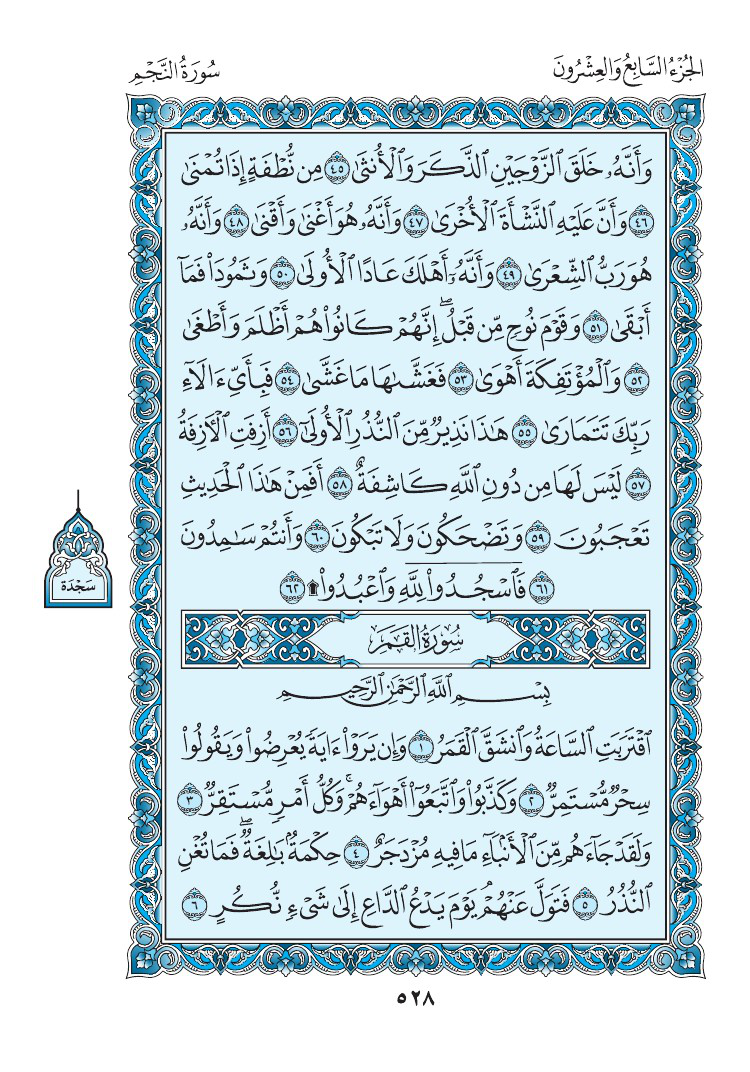 الجُزْءُ السَّابِعُ وَالعِشْرُونَ
سُورَةُ النَّجْمِ
وَأَنَّهُۥ خَلَقَ ٱلزَّوۡجَيۡنِ ٱلذَّكَرَ وَٱلۡأُنثَىٰ ٤٥ مِن نُّطۡفَةٍ إِذَا تُمۡنَىٰ
٤٦ وَأَنَّ عَلَيۡهِ ٱلنَّشۡأَةَ ٱلۡأُخۡرَىٰ ٤٧ وَأَنَّهُۥ هُوَ أَغۡنَىٰ وَأَقۡنَىٰ ٤٨ وَأَنَّهُۥ
هُوَ رَبُّ ٱلشِّعۡرَىٰ ٤٩ وَأَنَّهُۥٓ أَهۡلَكَ عَادًا ٱلۡأُولَىٰ ٥٠ وَثَمُودَاْ فَمَآ
أَبۡقَىٰ ٥١ وَقَوۡمَ نُوحٖ مِّن قَبۡلُۖ إِنَّهُمۡ كَانُواْ هُمۡ أَظۡلَمَ وَأَطۡغَىٰ
٥٢ وَٱلۡمُؤۡتَفِكَةَ أَهۡوَىٰ ٥٣ فَغَشَّىٰهَا مَا غَشَّىٰ ٥٤ فَبِأَيِّ ءَالَآءِ
رَبِّكَ تَتَمَارَىٰ ٥٥ هَٰذَا نَذِيرٞ مِّنَ ٱلنُّذُرِ ٱلۡأُولَىٰٓ ٥٦ أَزِفَتِ ٱلۡأٓزِفَةُ
٥٧ لَيۡسَ لَهَا مِن دُونِ ٱللَّهِ كَاشِفَةٌ ٥٨ أَفَمِنۡ هَٰذَا ٱلۡحَدِيثِ
تَعۡجَبُونَ ٥٩ وَتَضۡحَكُونَ وَلَا تَبۡكُونَ ٦٠ وَأَنتُمۡ سَٰمِدُونَ
٦١ فَٱسۡجُدُواْۤ لِلَّهِۤ وَٱعۡبُدُواْ۩ ٦٢
سَجْدَة
سُورَةُ القَمَرِ
بِسۡمِ ٱللَّهِ ٱلرَّحۡمَٰنِ ٱلرَّحِيمِ
ٱقۡتَرَبَتِ ٱلسَّاعَةُ وَٱنشَقَّ ٱلۡقَمَرُ ١ وَإِن يَرَوۡاْ ءَايَةٗ يُعۡرِضُواْ وَيَقُولُواْ
سِحۡرٞ مُّسۡتَمِرّٞ ٢ وَكَذَّبُواْ وَٱتَّبَعُوٓاْ أَهۡوَآءَهُمۡۚ وَكُلُّ أَمۡرٖ مُّسۡتَقِرّٞ ٣
وَلَقَدۡ جَآءَهُم مِّنَ ٱلۡأَنۢبَآءِ مَا فِيهِ مُزۡدَجَرٌ ٤ حِكۡمَةُۢ بَٰلِغَةٞۖ فَمَا تُغۡنِ
ٱلنُّذُرُ ٥ فَتَوَلَّ عَنۡهُمۡۘ يَوۡمَ يَدۡعُ ٱلدَّاعِ إِلَىٰ شَيۡءٖ نُّكُرٍ ٦
٥٢٨